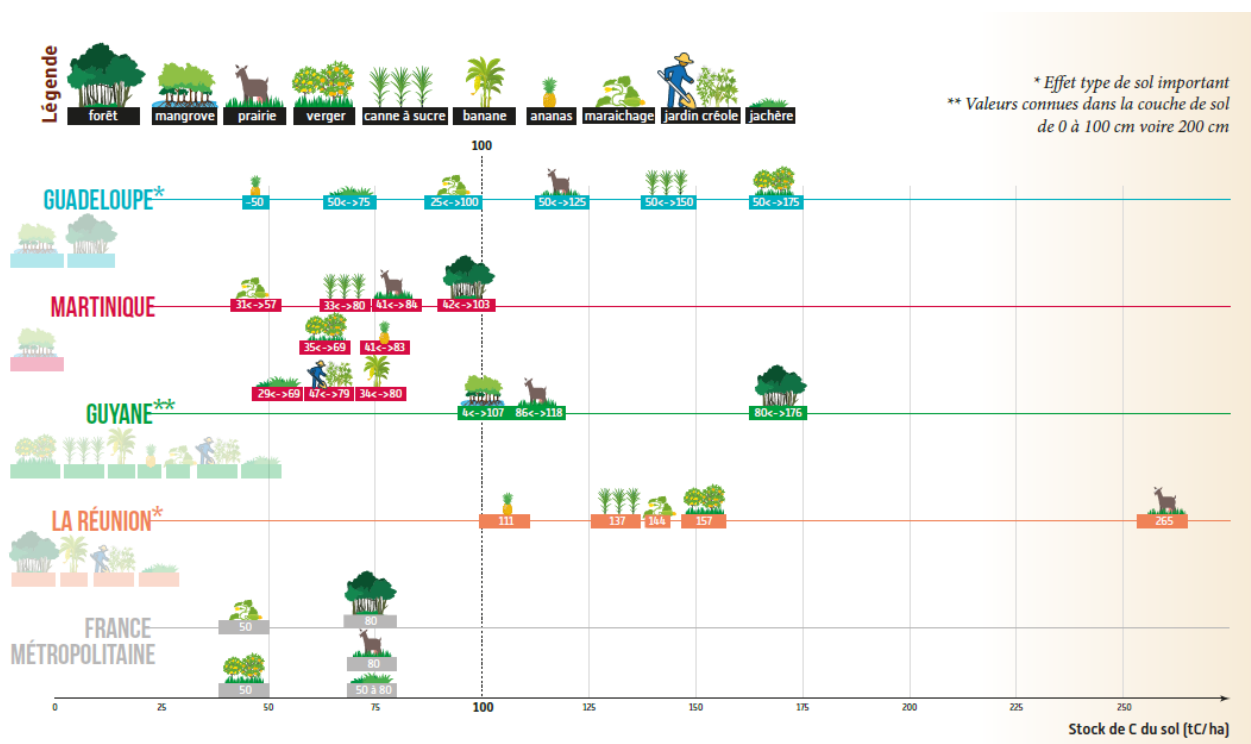 Légende
forêt
mangrove
prairie
verger
canne à sucre
banane
ananas
maraichage
jardin créole
jachère
* Effet type de sol important
** Valeurs connues dans la couche de sol
de 0 à 100 cm voire 200 cm
100
GUADELOUPE*
~50
50<->75
25<->100
50<->125
50<->150
50<->175
MARTINIQUE
31<->57
33<->80
41<->84
42<->103
35<->69
41<->83
29<->69
47<->79
34<->80
GUYANE**
4<->107
86<->118
80<->176
LA RÉUNION*
111
137
144
157
265
FRANCE
MÉTROPOLITAINE
50
80
80
50
50 à 80
0
25
50
75
100
125
150
175
200
225
250
Stock de C du sol (tC/ha)